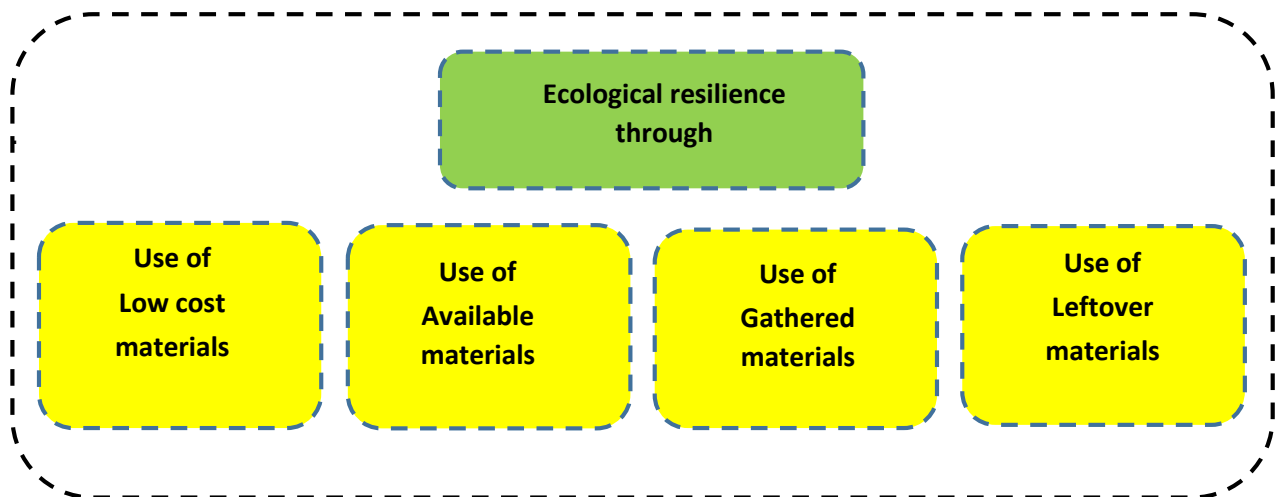 Ecological resilience
through
Use of
Low cost
materials
Use of
Available
materials
Use of
Gathered
materials
Use of
Leftover
materials